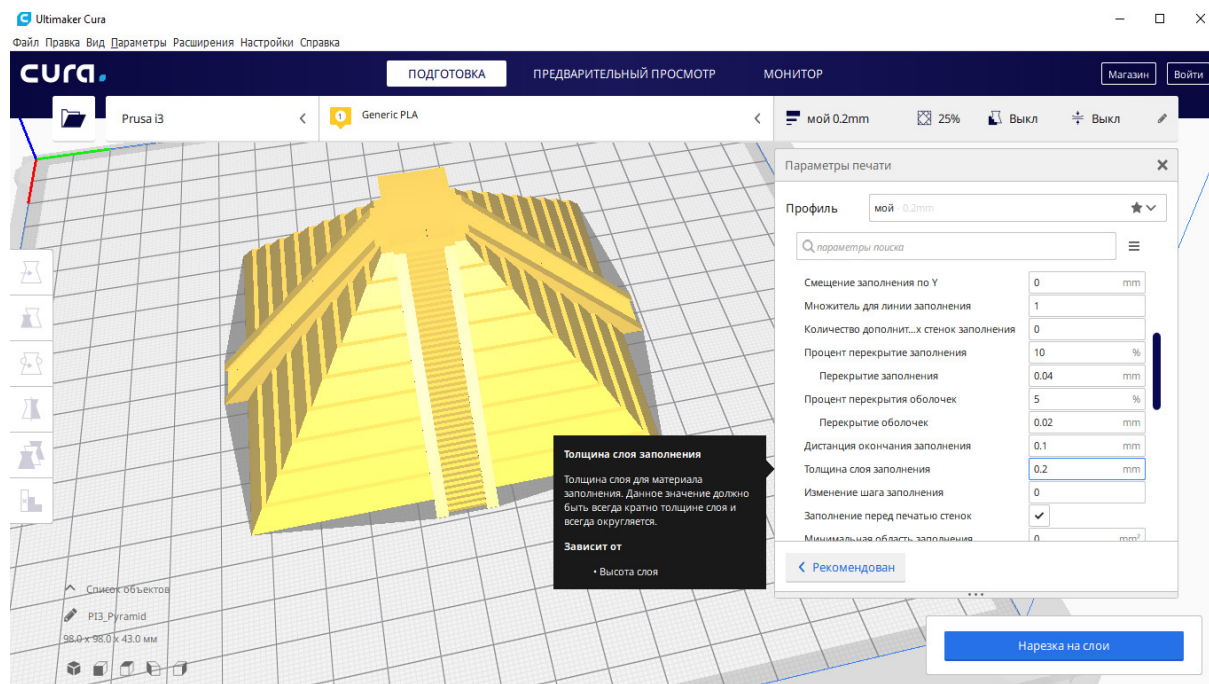 Ultimaker Cura
Файл Правка Вид Параметры Расширения Настройки Справка
cura.
ПОДГОТОВКА
ПРЕДВАРИТЕЛЬНЫЙ ПРОСМОТР
МОНИТОР
Магазин
Войти
Prusa i3
1
Generic PLA
мой 0.2mm
25%
Выкл
Выкл
Параметры печати
Профиль
мой - 0.2mm
параметры поиска
Смещение заполнения по Y 0 mm
Множитель для линии заполнения 1
Количество дополнит...х стенок заполнения 0
Процент перекрытие заполнения 10 %
Перекрытие заполнения 0.04 mm
Процент перекрытия оболочек 5 %
Перекрытие оболочек 0.02 mm
Дистанция окончания заполнения 0.1 mm
Толщина слоя заполнения 0.2 mm
Изменение шага заполнения 0
Заполнение перед печатью стенок
Минимальная область заполнения 0 mm²
Рекомендован
Толщина слоя заполнения
Толщина слоя для материала
заполнения. Данное значение должно
быть всегда кратно толщине слоя и
всегда округляется.
Зависит от
• Высота слоя
Список объектов
PI3_Pyramid
98.0 x 98.0 x 43.0 мм
Нарезка на слои